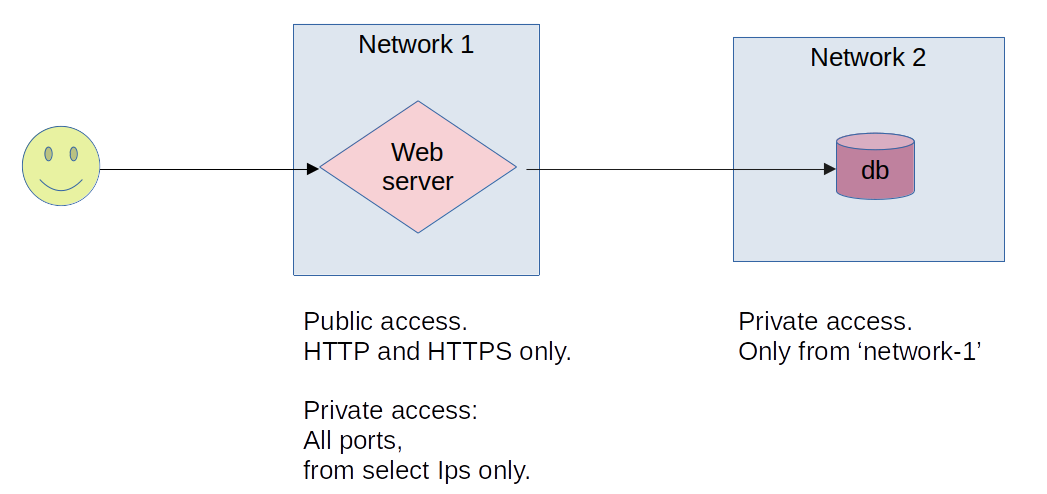 Network 1
Web
server
Network 2
db
Public access.
HTTP and HTTPS only.
Private access:
All ports,
from select Ips only.
Private access.
Only from ‘network-1’